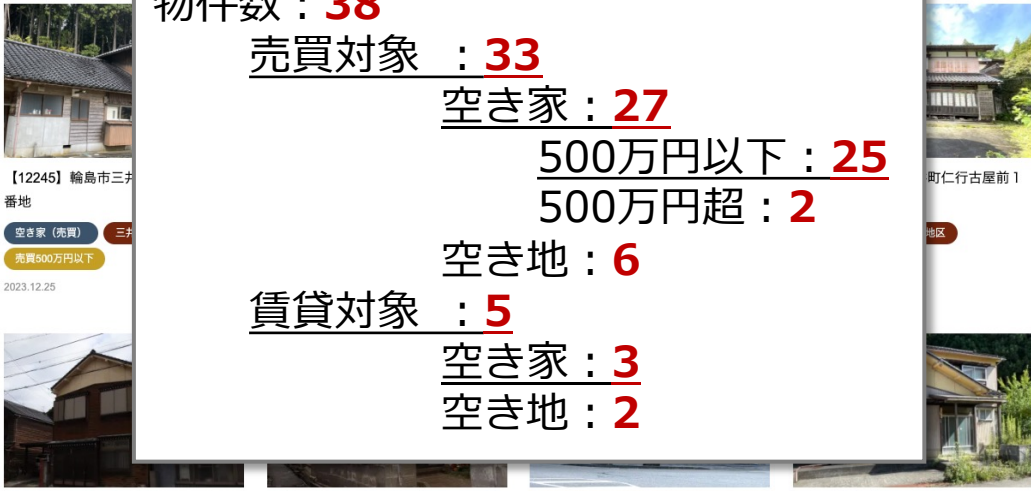 物件数：38
売買対象　：33
空き家：27
500万円以下：25
500万円超：2
空き地：6
賃貸対象　：5
空き家：3
空き地：2
【12245】輪島市三井
番地
空き家（売買）
三井
売買500万円以下
2023.12.25
町仁行古屋前１
地区